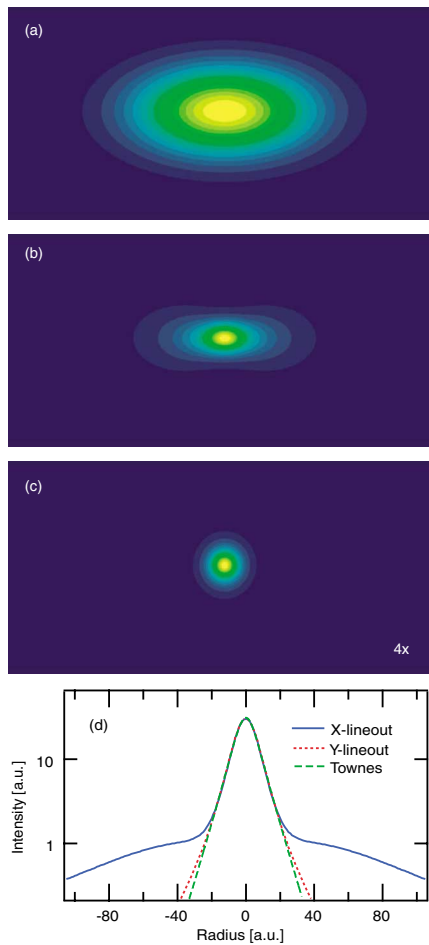 (a)
(b)
(c)
4x
(d)
X-lineout
Y-lineout
Townes
10
1
Intensity [a.u.]
-80 -40 0 40 80
Radius [a.u.]